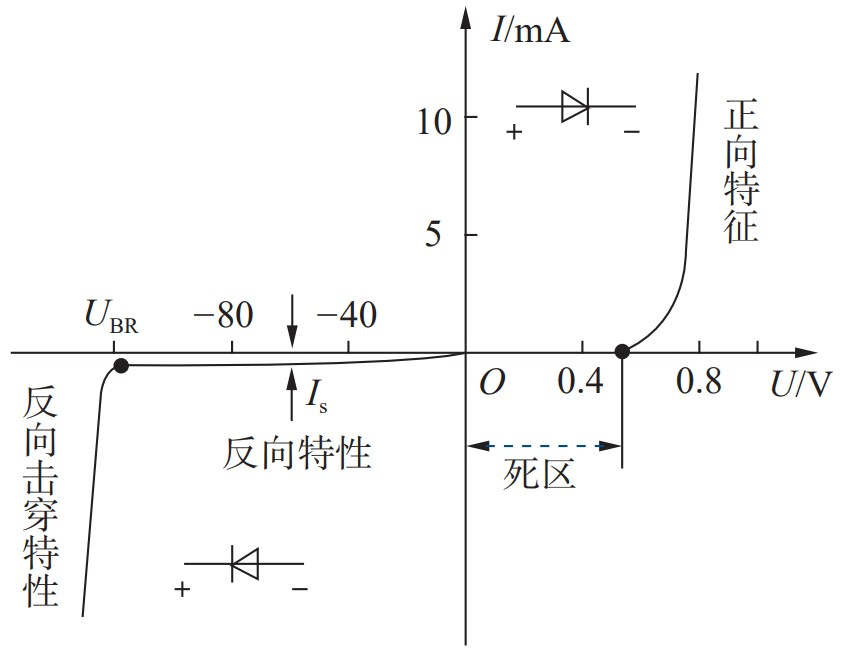 I/mA
10
+ −
正向特征
5
U_BR
−80
−40
O
0.4
0.8
U/V
I_s
反向特性
死区
反向击穿特性
+ −